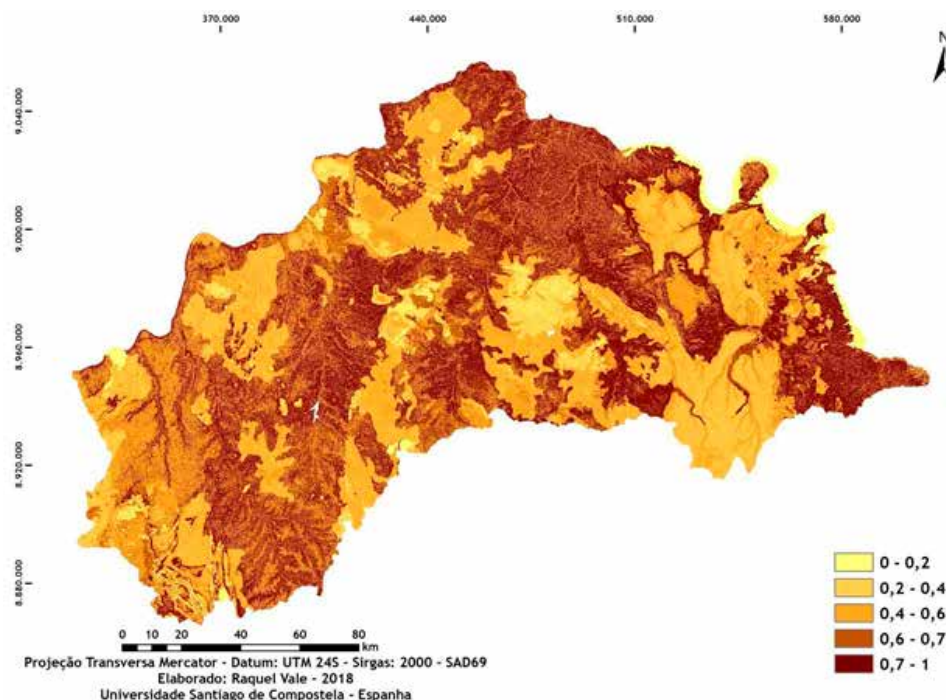 370.000 440.000 510.000 580.000
N
9.040.000
9.000.000
8.960.000
8.920.000
8.880.000
0 - 0,2
0,2 - 0,4
0,4 - 0,6
0,6 - 0,7
0,7 - 1
0 10 20 40 60 80
km
Projeção Transversa Mercator - Datum: UTM 24S - Sirgas: 2000 - SAD69
Elaborado: Raquel Vale - 2018
Universidade Santiago de Compostela - Espanha